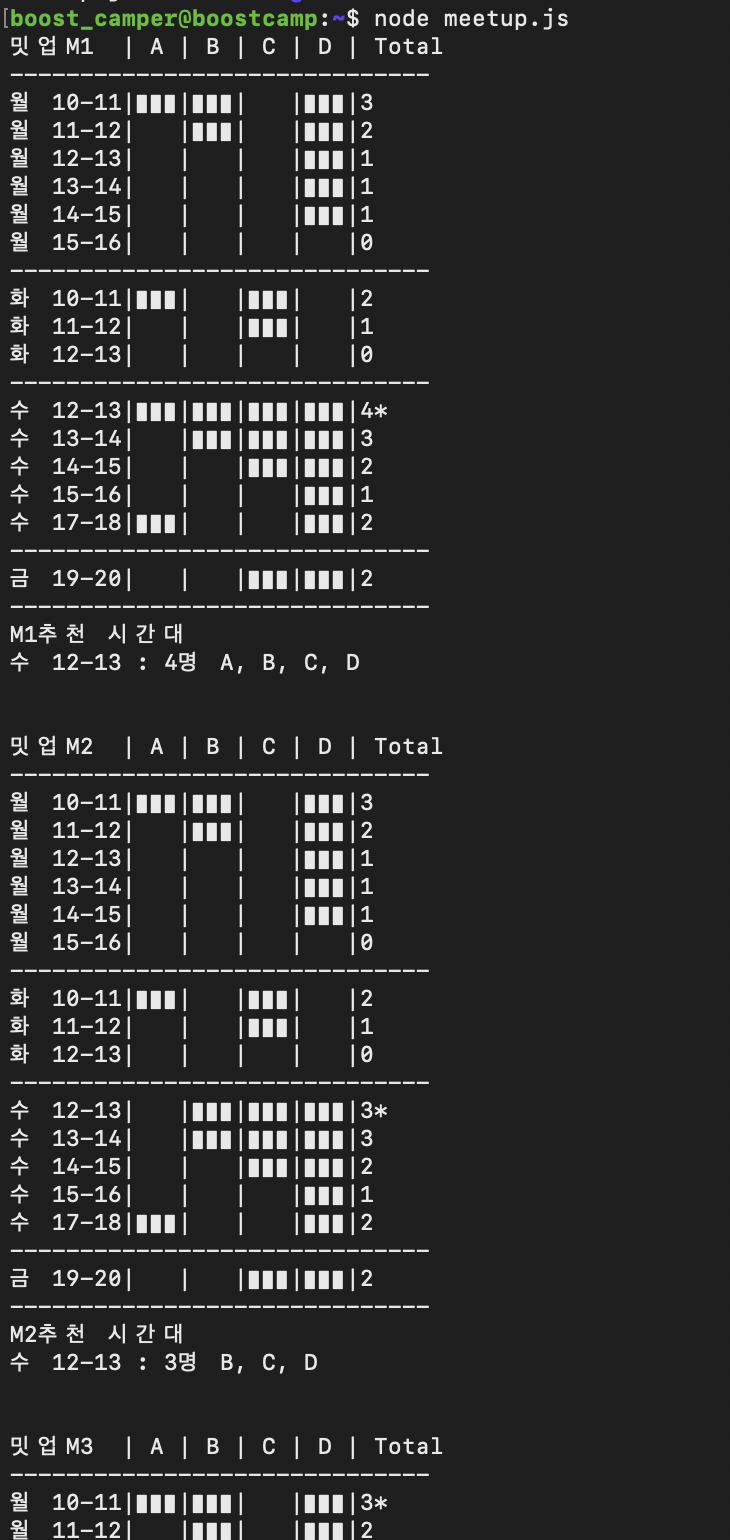 [boost_camper@boostcamp:~$ node meetup.js
밋업M1 | A | B | C | D | Total
------------------------------
월 10-11|▮▮▮|▮▮▮|   |▮▮▮|3
월 11-12|   |▮▮▮|   |▮▮▮|2
월 12-13|   |   |   |▮▮▮|1
월 13-14|   |   |   |▮▮▮|1
월 14-15|   |   |   |▮▮▮|1
월 15-16|   |   |   |   |0
------------------------------
화 10-11|▮▮▮|   |▮▮▮|   |2
화 11-12|   |   |▮▮▮|   |1
화 12-13|   |   |   |   |0
------------------------------
수 12-13|▮▮▮|▮▮▮|▮▮▮|▮▮▮|4*
수 13-14|   |▮▮▮|▮▮▮|▮▮▮|3
수 14-15|   |   |▮▮▮|▮▮▮|2
수 15-16|   |   |   |▮▮▮|1
수 17-18|▮▮▮|   |   |▮▮▮|2
------------------------------
금 19-20|   |   |▮▮▮|▮▮▮|2
------------------------------
M1추천 시간대
수 12-13 : 4명 A, B, C, D
밋업M2 | A | B | C | D | Total
------------------------------
월 10-11|▮▮▮|▮▮▮|   |▮▮▮|3
월 11-12|   |▮▮▮|   |▮▮▮|2
월 12-13|   |   |   |▮▮▮|1
월 13-14|   |   |   |▮▮▮|1
월 14-15|   |   |   |▮▮▮|1
월 15-16|   |   |   |   |0
------------------------------
화 10-11|▮▮▮|   |▮▮▮|   |2
화 11-12|   |   |▮▮▮|   |1
화 12-13|   |   |   |   |0
------------------------------
수 12-13|   |▮▮▮|▮▮▮|▮▮▮|3*
수 13-14|   |▮▮▮|▮▮▮|▮▮▮|3
수 14-15|   |   |▮▮▮|▮▮▮|2
수 15-16|   |   |   |▮▮▮|1
수 17-18|▮▮▮|   |   |▮▮▮|2
------------------------------
금 19-20|   |   |▮▮▮|▮▮▮|2
------------------------------
M2추천 시간대
수 12-13 : 3명 B, C, D
밋업M3 | A | B | C | D | Total
------------------------------
월 10-11|▮▮▮|▮▮▮|   |▮▮▮|3*
월 11-12|   |▮▮▮|   |▮▮▮|2